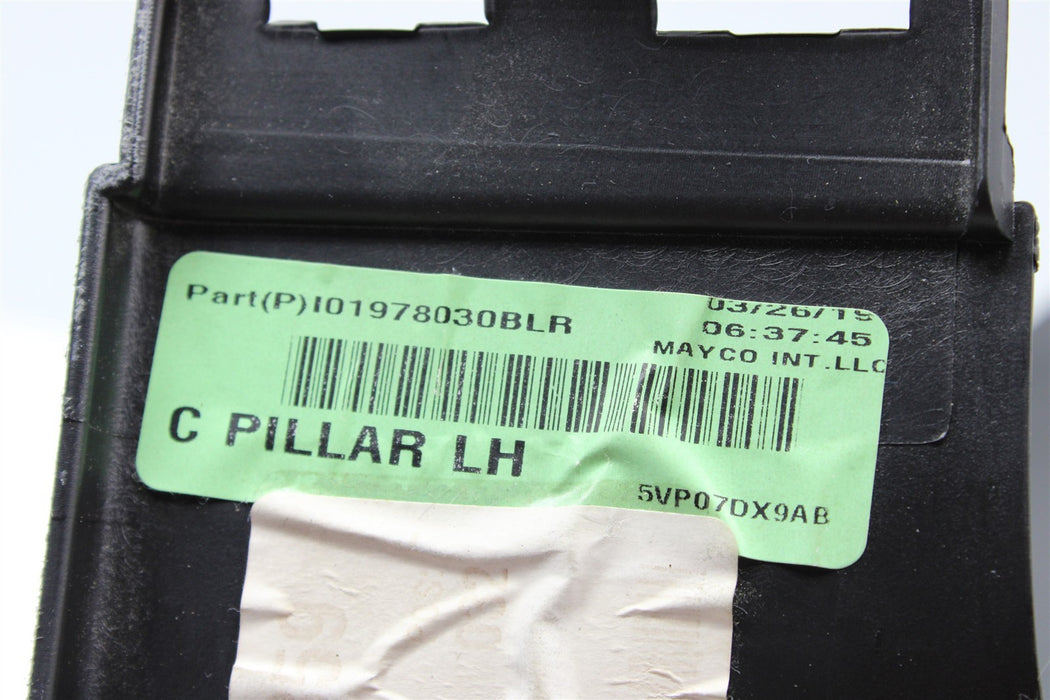 Part(P)I01978030BLR
03/26/19
06:37:45
MAYCO INT.LLC
C PILLAR LH
5VP07DX9AB